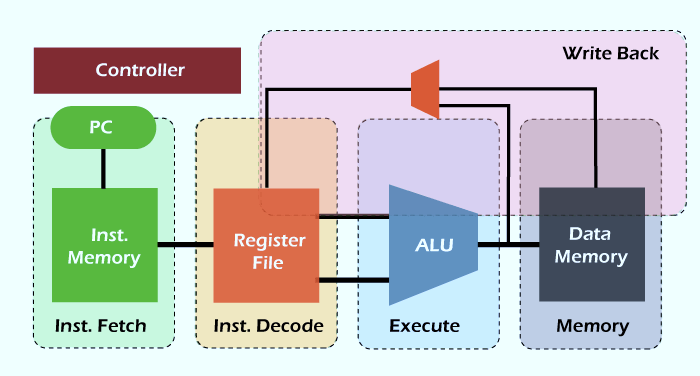 Write Back
Controller
PC
Inst.
Memory
Register
File
ALU
Data
Memory
Inst. Fetch
Inst. Decode
Execute
Memory